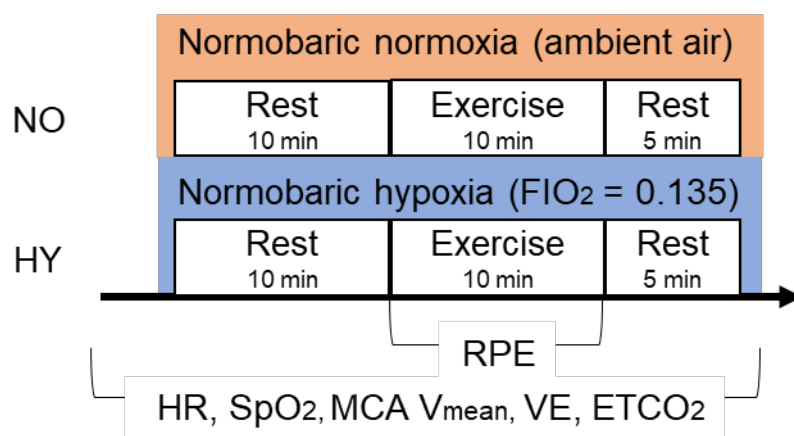 Normobaric normoxia (ambient air)
NO
Rest
10 min
Exercise
10 min
Rest
5 min
Normobaric hypoxia (FIO₂ = 0.135)
HY
Rest
10 min
Exercise
10 min
Rest
5 min
RPE
HR, SpO₂, MCA Vmean, VE, ETCO₂